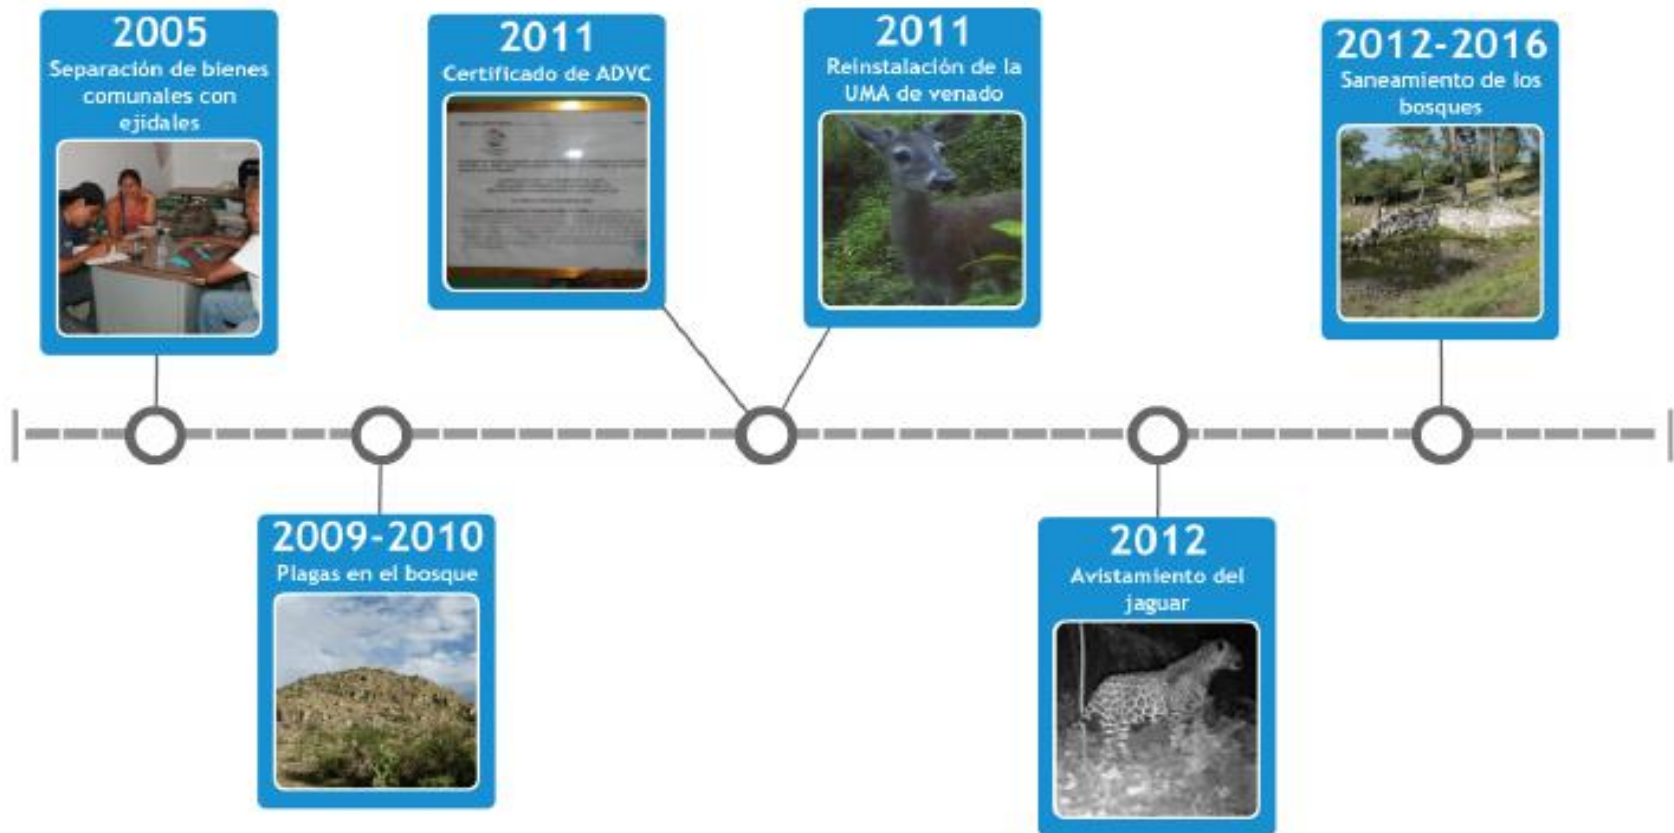 2005
Separación de bienes
comunales con
ejidales
2011
Certificado de ADVC
2011
Reinstalación de la
UMA de venado
2012-2016
Saneamiento de los
bosques
2009-2010
Plagas en el bosque
2012
Avistamiento del
jaguar